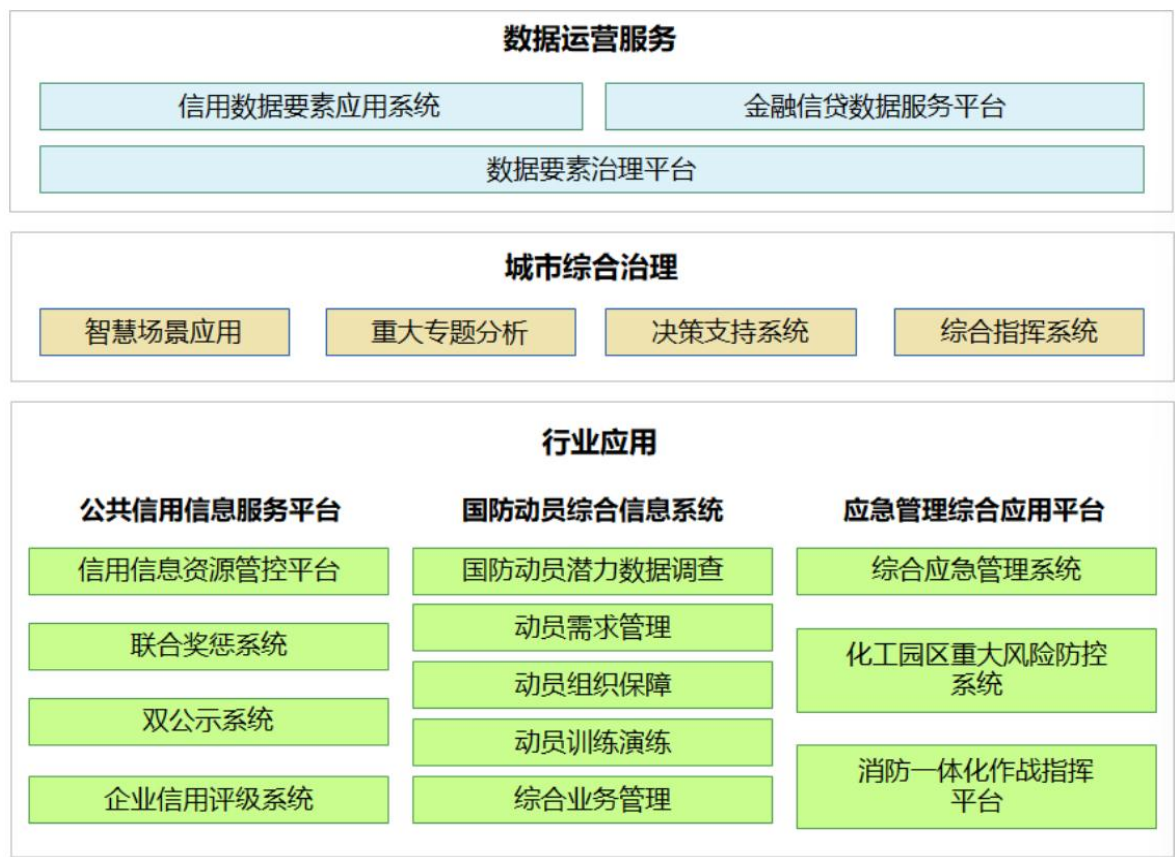 数据运营服务
信用数据要素应用系统
金融信贷数据服务平台
数据要素治理平台
城市综合治理
智慧场景应用
重大专题分析
决策支持系统
综合指挥系统
行业应用
公共信用信息服务平台
信用信息资源管控平台
联合奖惩系统
双公示系统
企业信用评级系统
国防动员综合信息系统
国防动员潜力数据调查
动员需求管理
动员组织保障
动员训练演练
综合业务管理
应急管理综合应用平台
综合应急管理系统
化工园区重大风险防控
系统
消防一体化作战指挥
平台